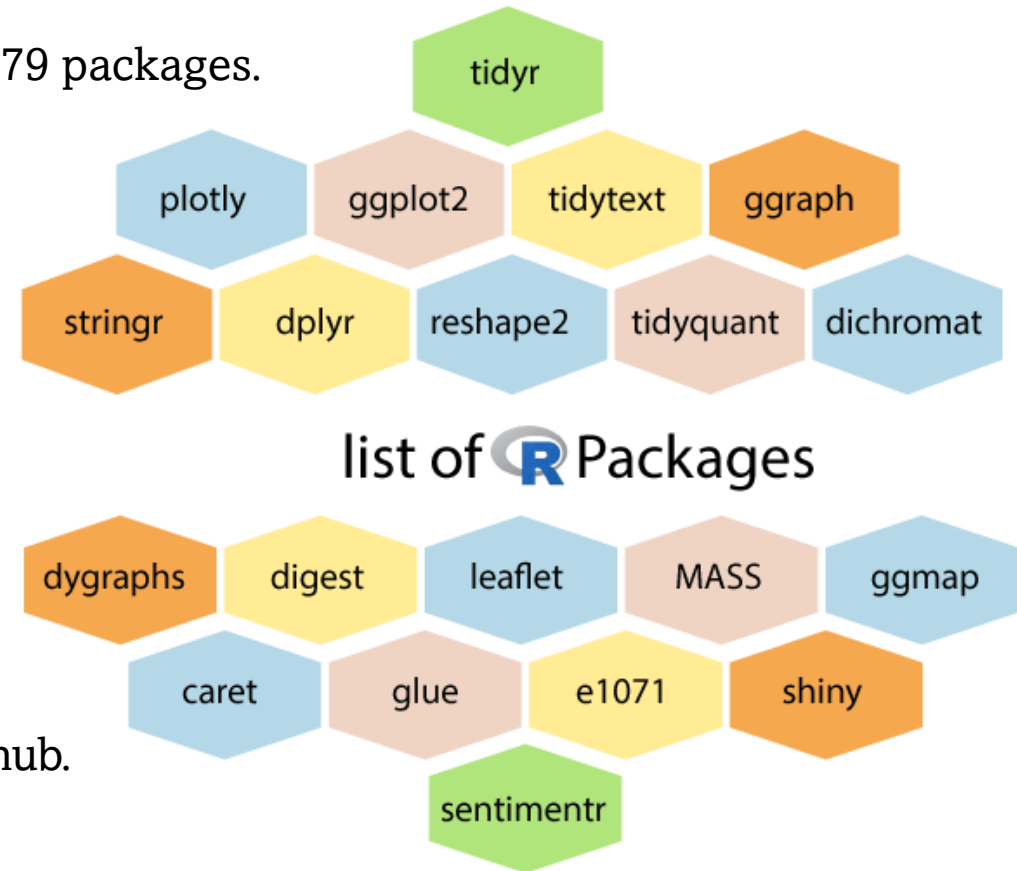 79 packages.
tidyr
plotly ggplot2 tidytext ggraph
stringr dplyr reshape2 tidyquant dichromat
list of R Packages
dygraphs digest leaflet MASS ggmap
caret glue e1071 shiny
hub.
sentimentr